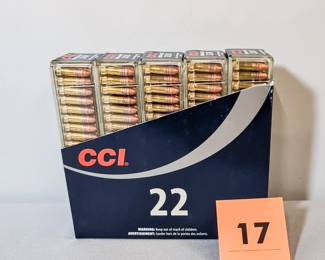 CCI
22
WARNING: Keep out of reach of children.
AVERTISSEMENT: Garder hors de la portée des enfants.
17